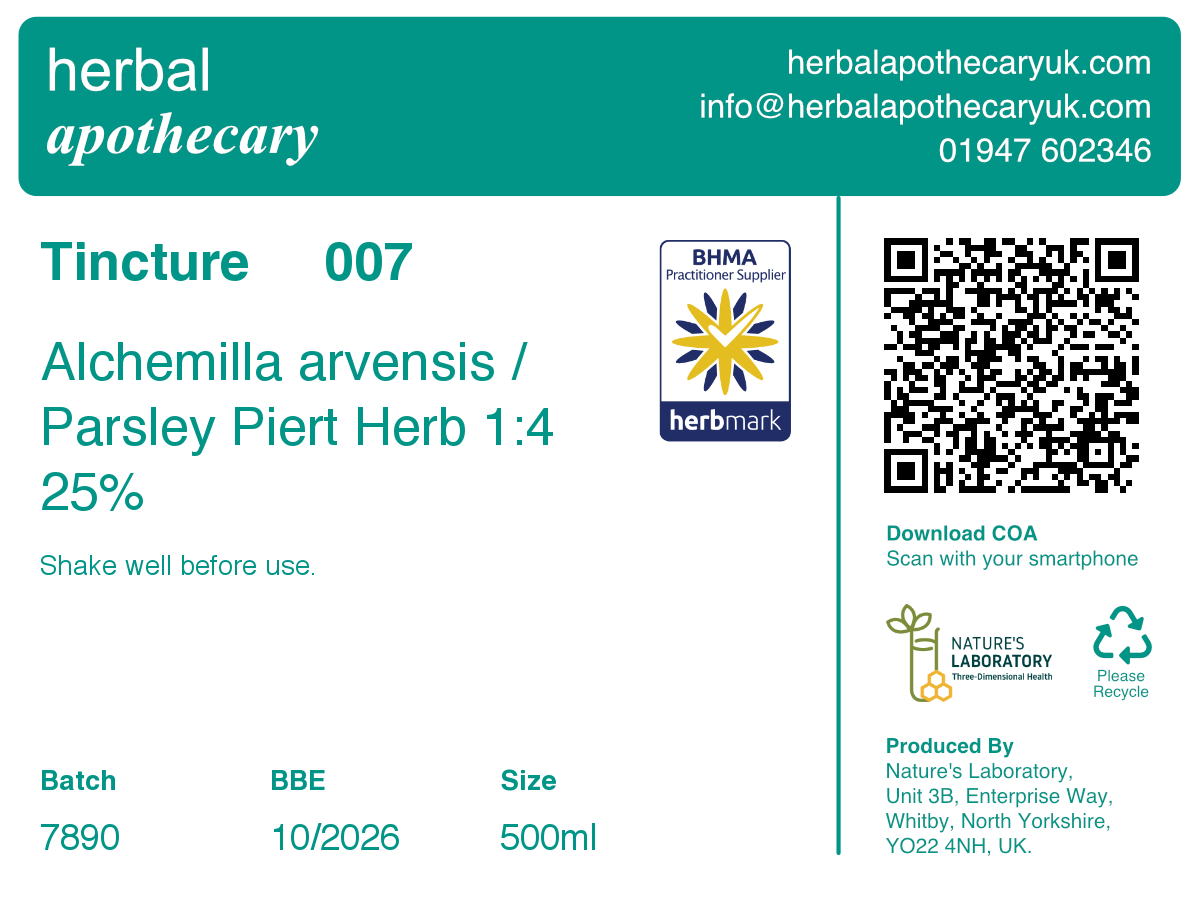 herbal
apothecary
herbalapothecaryuk.com
info@herbalapothecaryuk.com
01947 602346
Tincture 007
Alchemilla arvensis /
Parsley Piert Herb 1:4
25%
Shake well before use.
BHMA
Practitioner Supplier
herbmark
Batch BBE Size
7890 10/2026 500ml
Download COA
Scan with your smartphone
NATURE'S
LABORATORY
Three-Dimensional Health
Please
Recycle
Produced By
Nature's Laboratory,
Unit 3B, Enterprise Way,
Whitby, North Yorkshire,
YO22 4NH, UK.